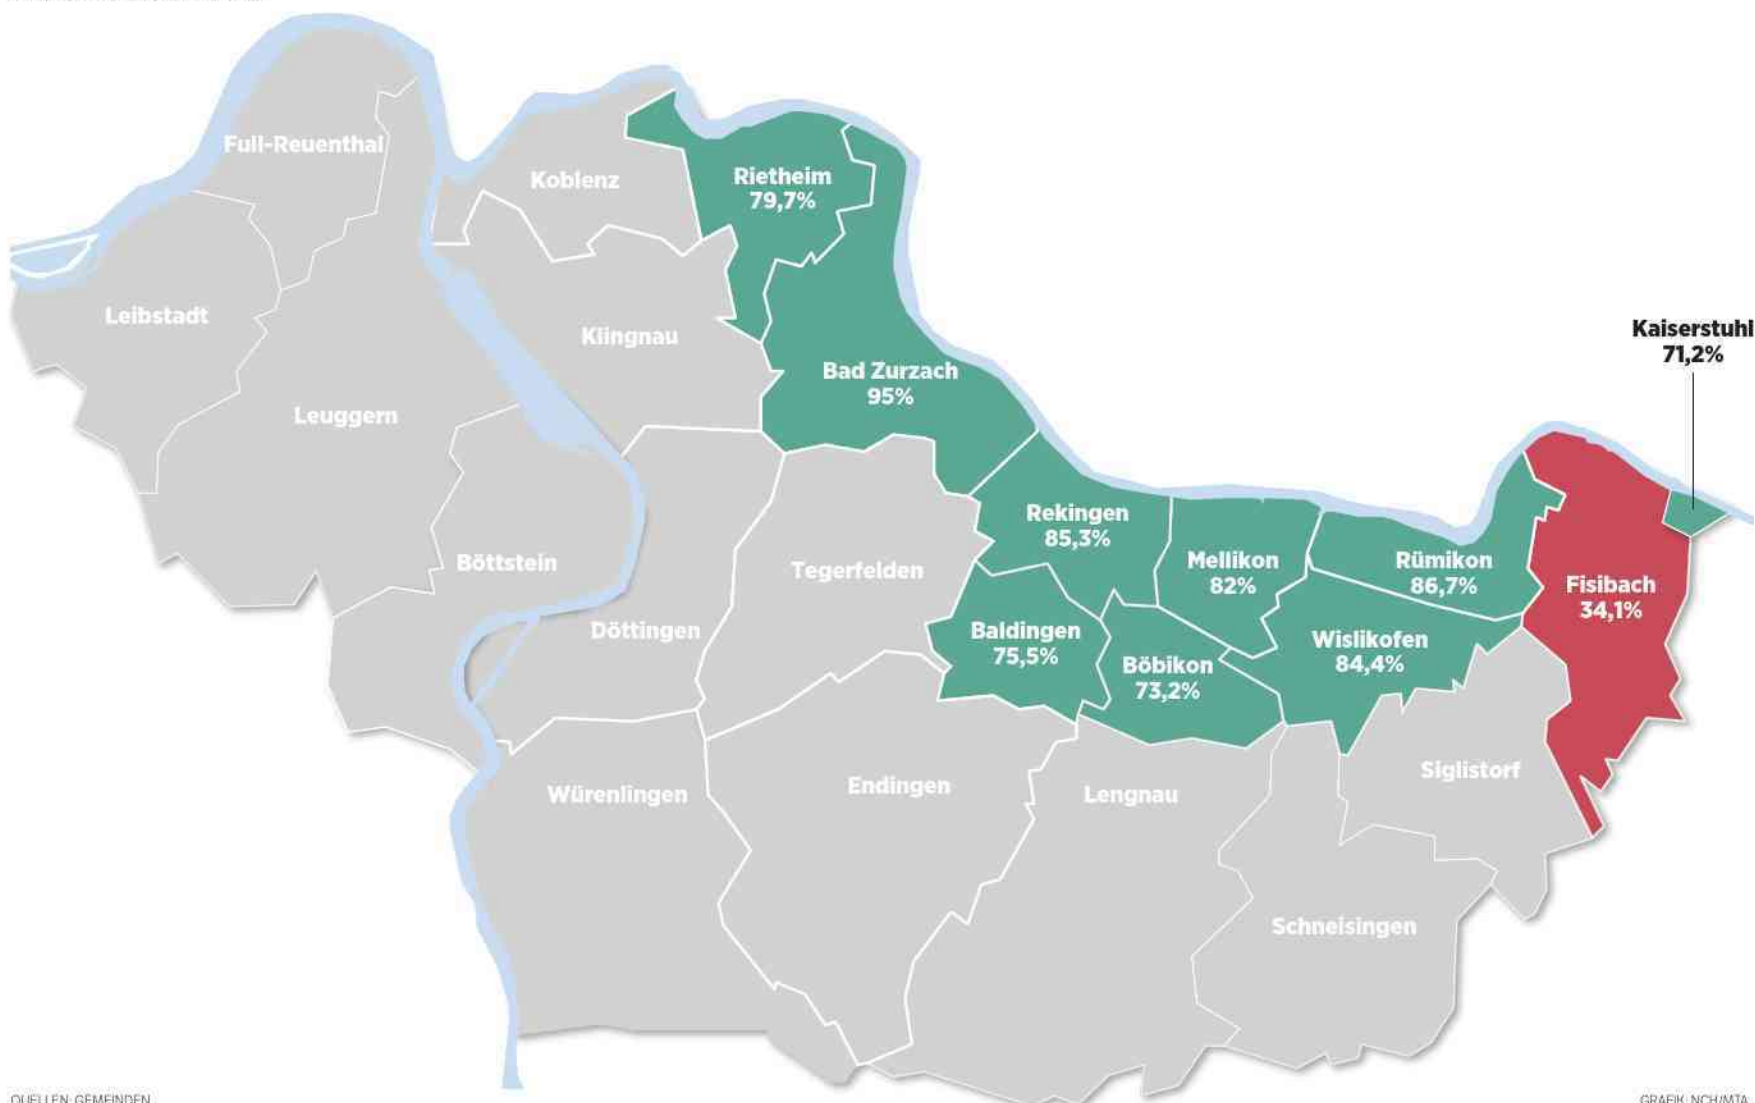 Full-Reuenthal
Koblenz
Rietheim
79,7%
Leibstadt
Klingnau
Kaiserstuhl
71,2%
Bad Zurzach
95%
Leuggern
Rekingen
85,3%
Böttstein
Tegerfelden
Mellikon
82%
Rümikon
86,7%
Fisibach
34,1%
Döttingen
Baldingen
75,5%
Böbikon
73,2%
Wislikofen
84,4%
Würenlingen
Endingen
Lengnau
Siglistorf
Schneisingen
QUELLEN: GEMEINDEN
GRAFIK: NCH/MTA